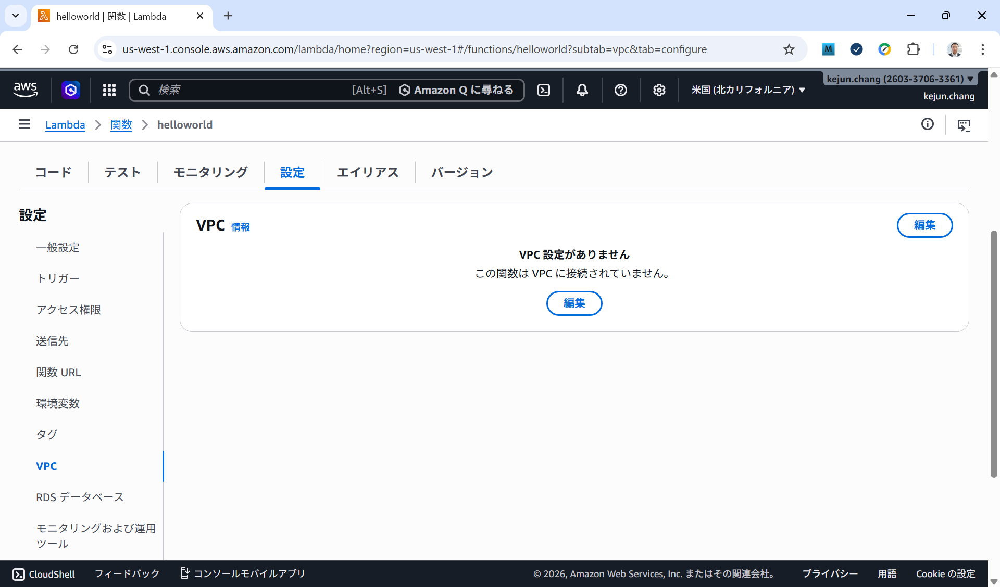 helloworld | 関数 | Lambda
us-west-1.console.aws.amazon.com/lambda/home?region=us-west-1#/functions/helloworld?subtab=vpc&tab=configure
M
aws
検索
[Alt+S]
Amazon Q に尋ねる
米国 (北カリフォルニア) ▼
kejun.chang (2603-3706-3361) ▼
kejun.chang
Lambda
関数
helloworld
コード
テスト
モニタリング
設定
エイリアス
バージョン
設定
一般設定
トリガー
アクセス権限
送信先
関数 URL
環境変数
タグ
VPC
RDS データベース
モニタリングおよび運用
ツール
VPC 情報
編集
VPC 設定がありません
この関数は VPC に接続されていません。
編集
CloudShell
フィードバック
コンソールモバイルアプリ
© 2026, Amazon Web Services, Inc. またはその関連会社。
プライバシー
用語
Cookie の設定